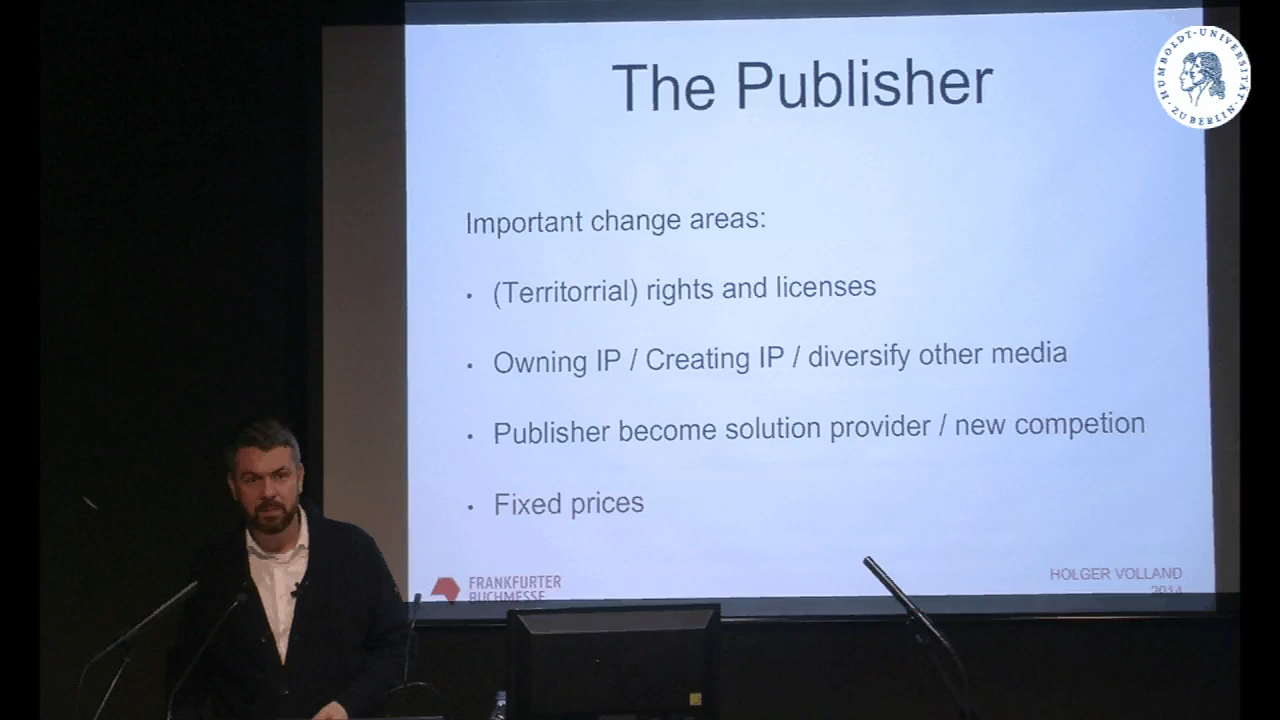 The Publisher
HUMBOLDT-UNIVERSITÄT ZU BERLIN
Important change areas:
• (Territorrial) rights and licenses
• Owning IP / Creating IP / diversify other media
• Publisher become solution provider / new competion
• Fixed prices
FRANKFURTER
BUCHMESSE
HOLGER VOLLAND
2014